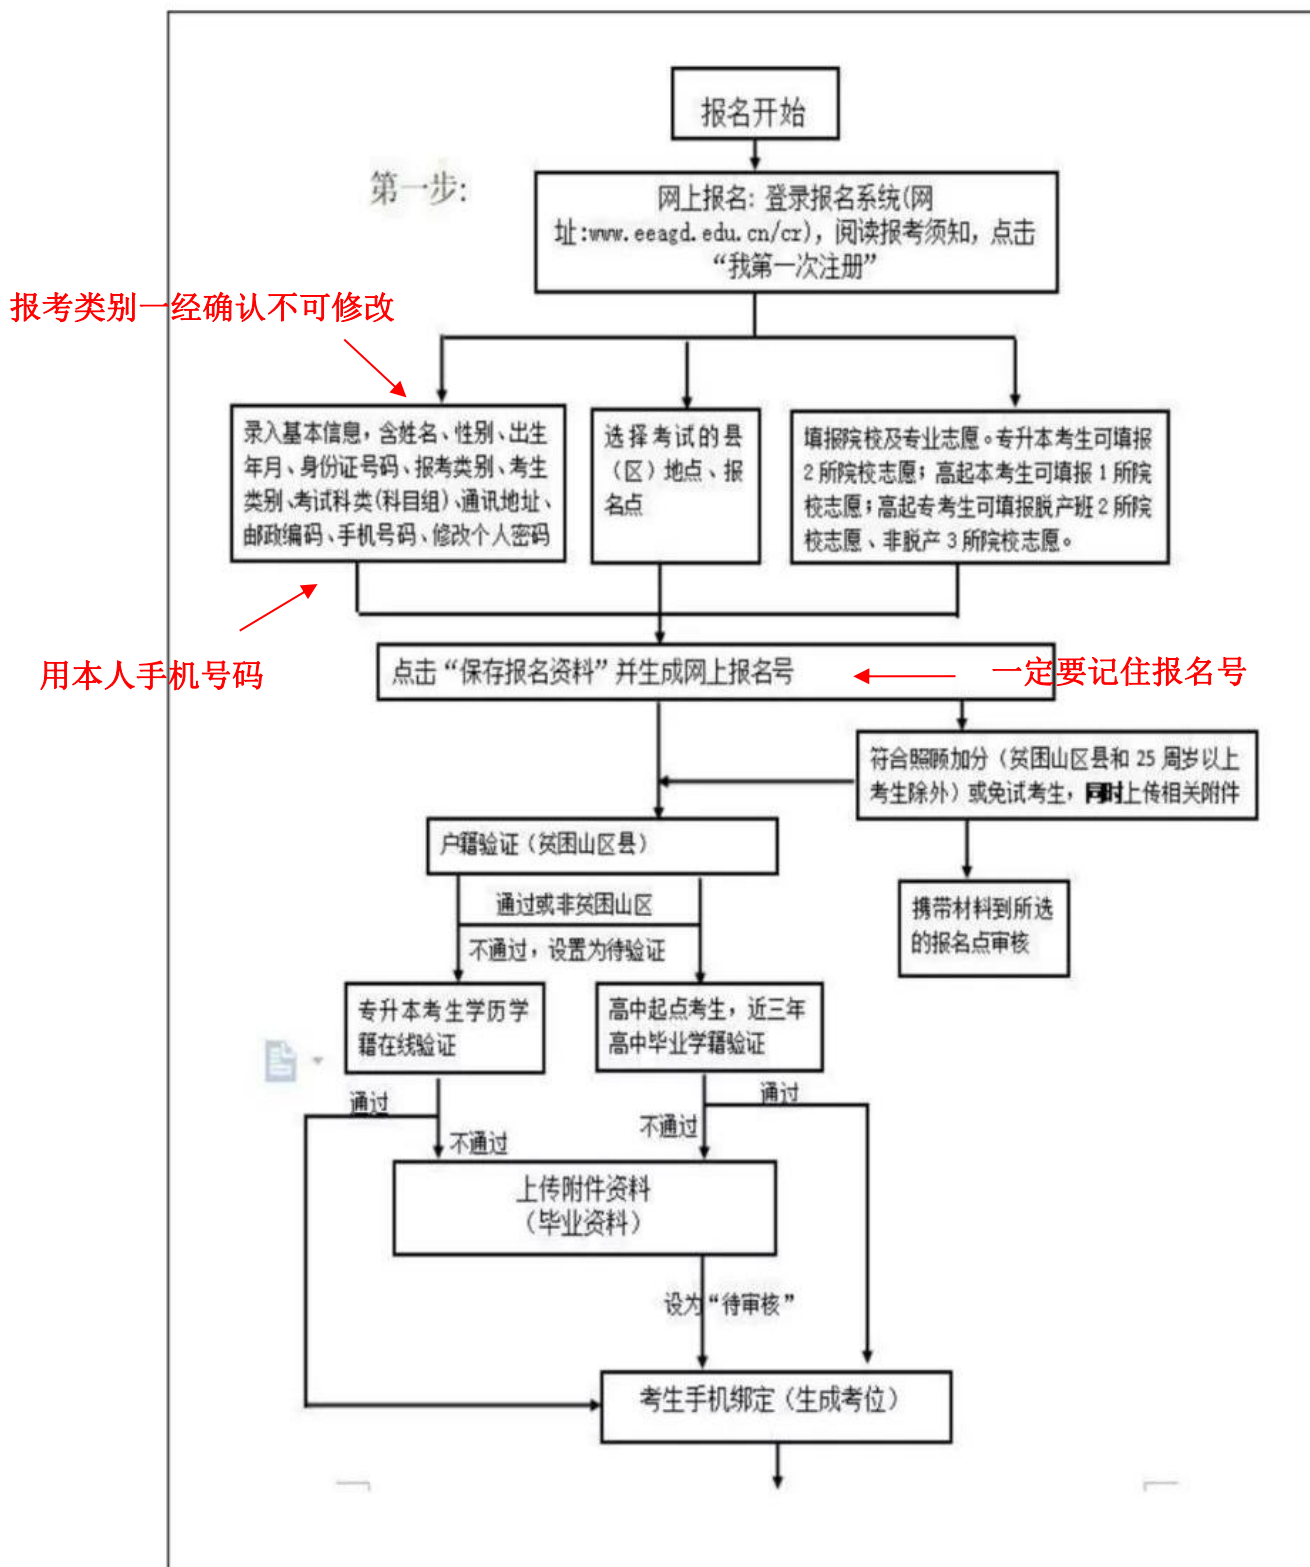 报名开始
第一步:
网上报名: 登录报名系统(网
址:www.eeagd.edu.cn/cr), 阅读报考须知, 点击
“我第一次注册”
报考类别一经确认不可修改
录入基本信息, 含姓名、性别、出生
年月、身份证号码、报考类别、考生
类别、考试科类(科目组)、通讯地址、
邮政编码、手机号码、修改个人密码
选择考试的县
（区）地点、报
名点
填报院校及专业志愿。专升本考生可填报
2 所院校志愿; 高起本考生可填报 1 所院
校志愿; 高起专考生可填报脱产班 2 所院
校志愿、非脱产 3 所院校志愿。
用本人手机号码
点击“保存报名资料”并生成网上报名号
一定要记住报名号
符合照顾加分（贫困山区县和 25 周岁以上
考生除外）或免试考生, 同时上传相关附件
户籍验证（贫困山区县）
携带材料到所选
的报名点审核
通过或非贫困山区
不通过, 设置为待验证
专升本考生学历学
籍在线验证
高中起点考生, 近三年
高中毕业学籍验证
通过
通过
不通过
不通过
上传附件资料
（毕业资料）
设为“待审核”
考生手机绑定（生成考位）